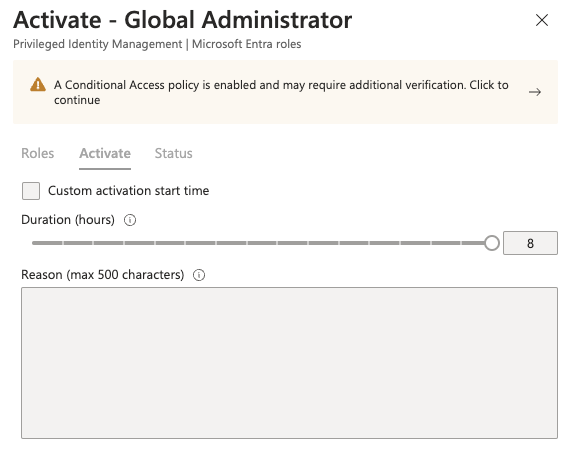 Activate - Global Administrator
Privileged Identity Management | Microsoft Entra roles
A Conditional Access policy is enabled and may require additional verification. Click to
continue
Roles Activate Status
Custom activation start time
Duration (hours)
8
Reason (max 500 characters)